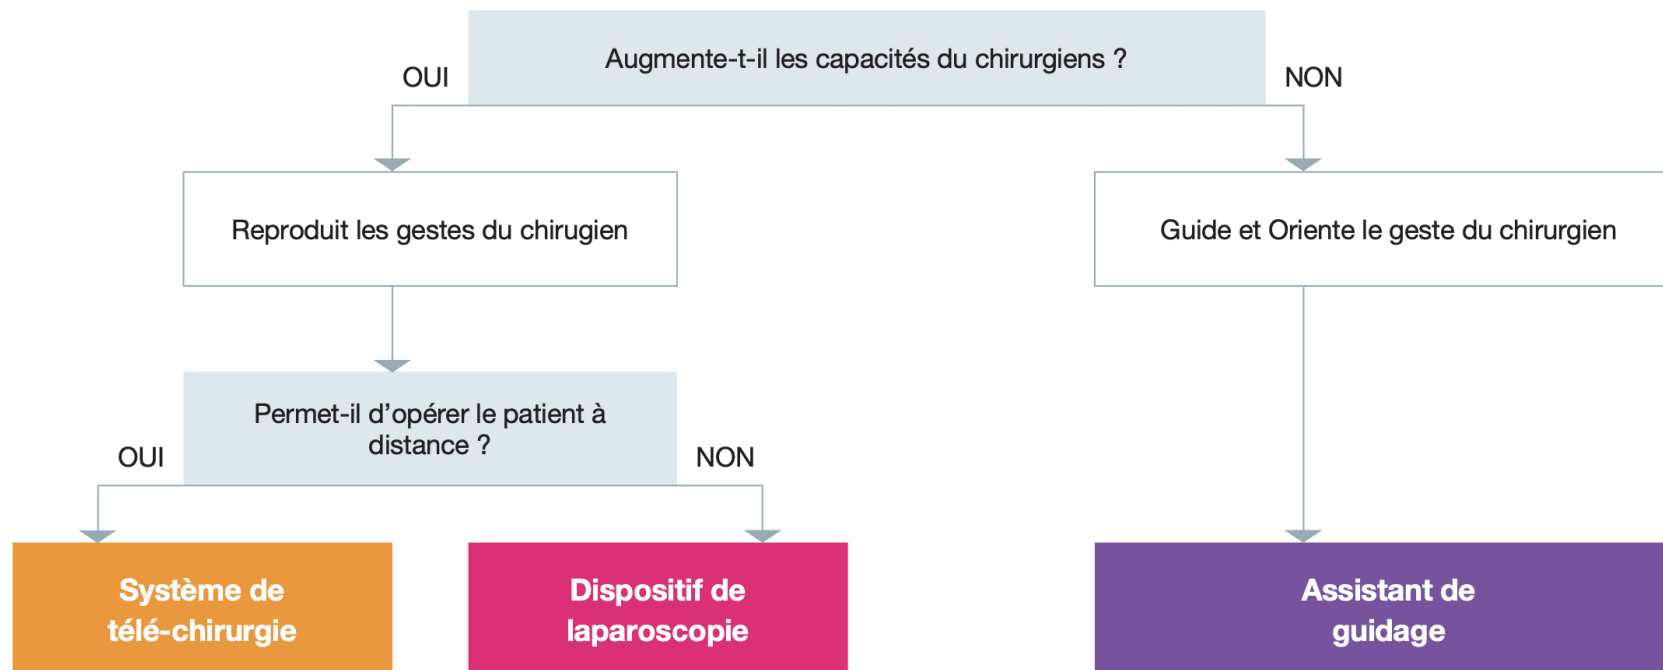 Augmente-t-il les capacités du chirurgiens ?
OUI
NON
Reproduit les gestes du chirugien
Guide et Oriente le geste du chirurgien
Permet-il d’opérer le patient à
distance ?
OUI
NON
Système de
télé-chirurgie
Dispositif de
laparoscopie
Assistant de
guidage